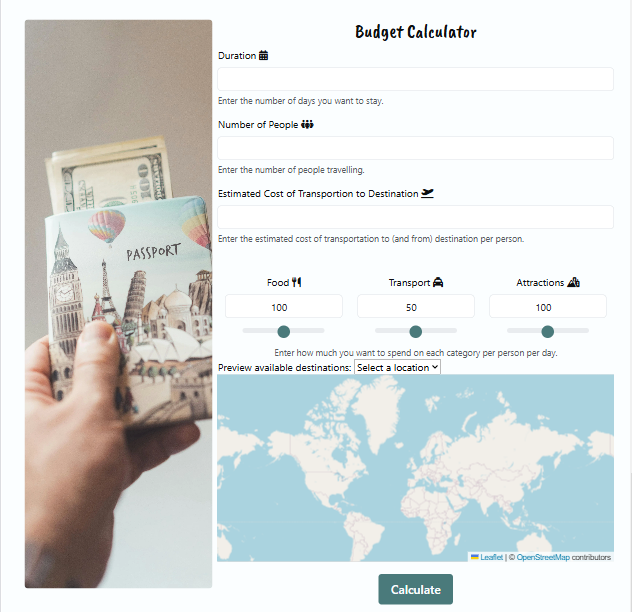 Budget Calculator
Duration
Enter the number of days you want to stay.
Number of People
Enter the number of people travelling.
Estimated Cost of Transportion to Destination
Enter the estimated cost of transportation to (and from) destination per person.
Food Transport Attractions
100 50 100
Enter how much you want to spend on each category per person per day.
Preview available destinations: Select a location
Leaflet | © OpenStreetMap contributors
Calculate
PASSPORT
100